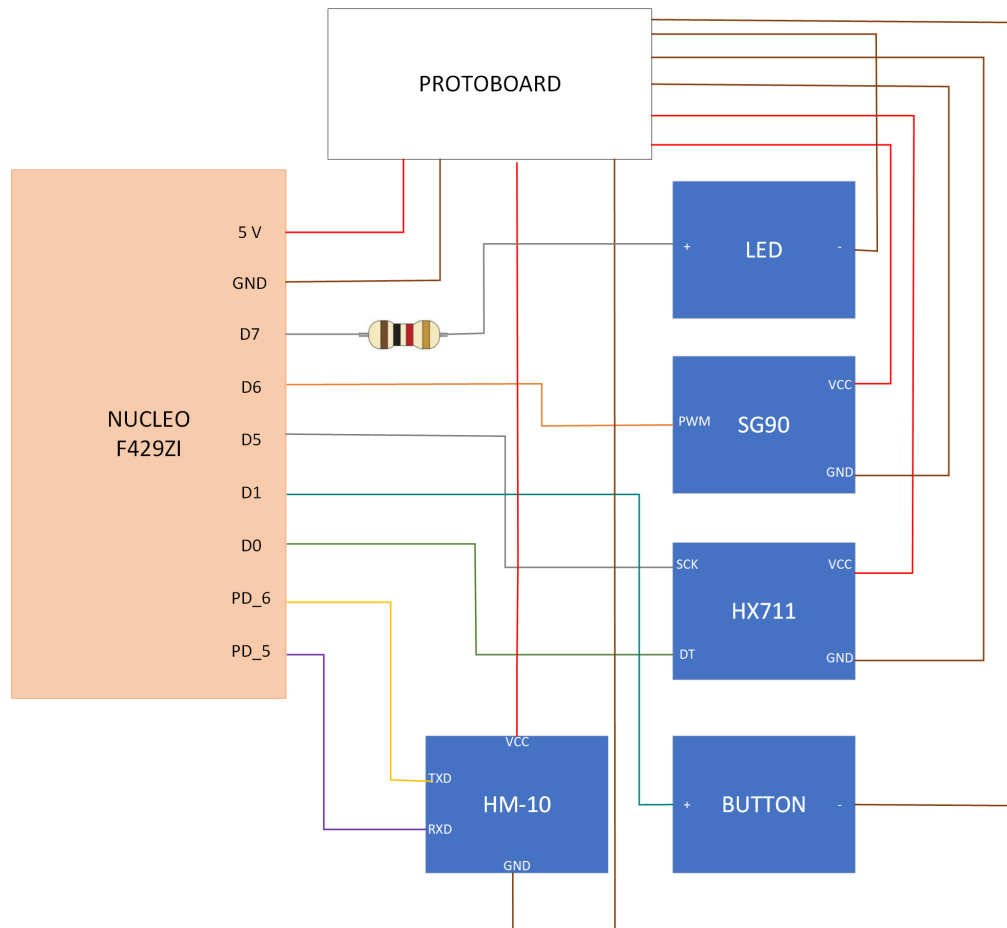 PROTOBOARD
NUCLEO
F429ZI
5 V
GND
D7
D6
D5
D1
D0
PD_6
PD_5
+
LED
-
VCC
PWM
SG90
GND
SCK
VCC
HX711
DT
GND
VCC
TXD
HM-10
RXD
GND
+
BUTTON
-